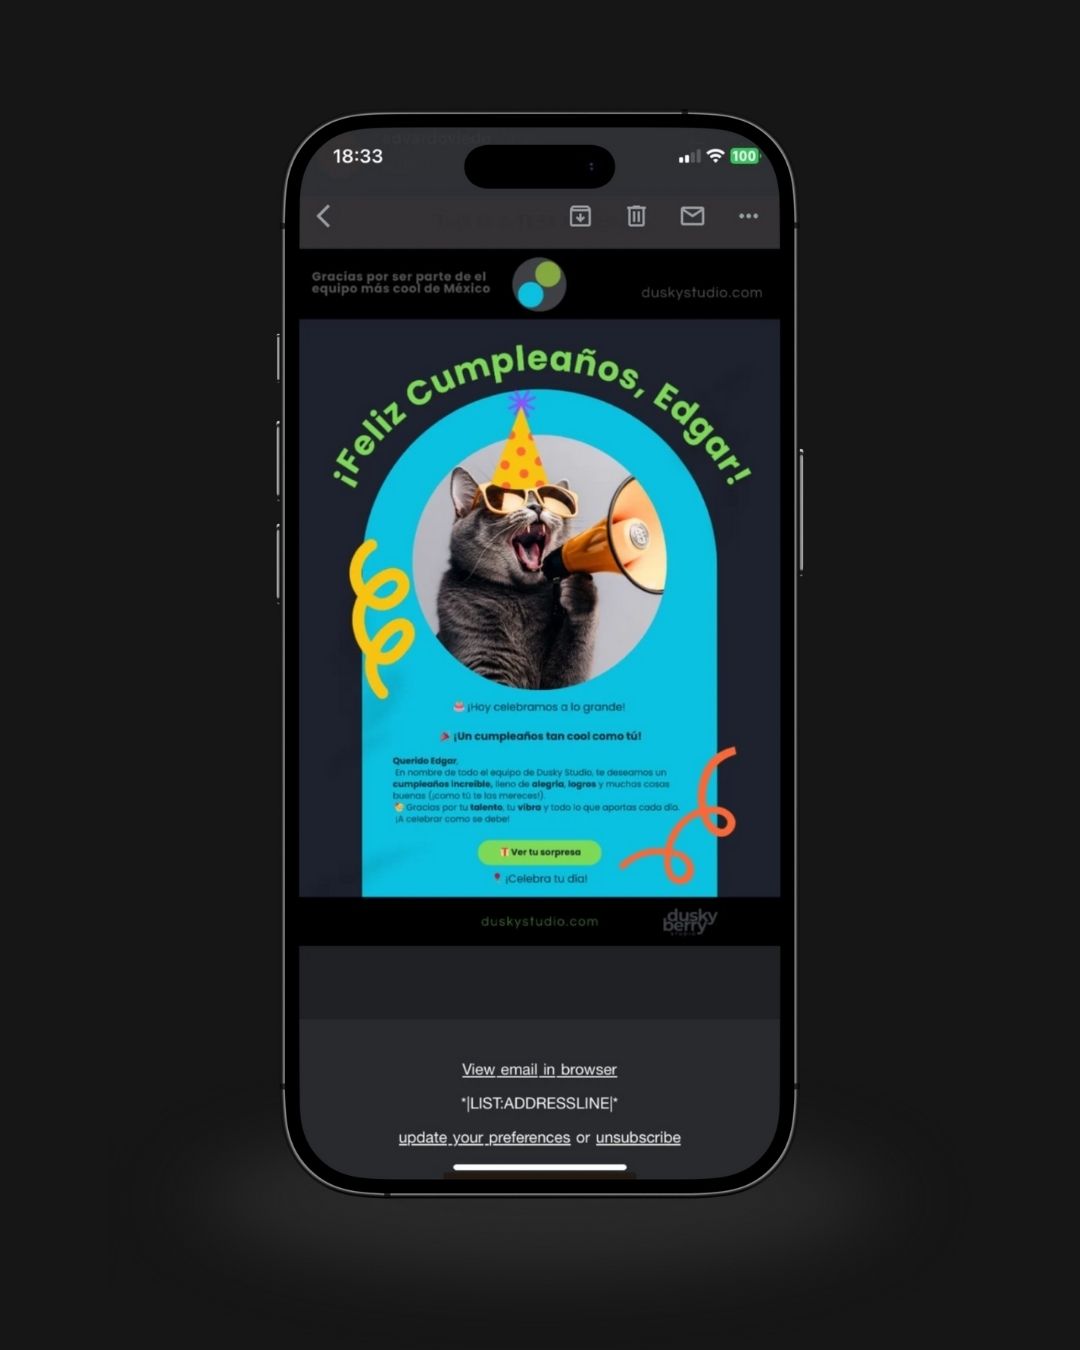 18:33
100
Gracias por ser parte de el
equipo más cool de México
duskystudio.com
¡Feliz Cumpleaños, Edgar!
🎂 ¡Hoy celebramos a lo grande!
🎉 ¡Un cumpleaños tan cool como tú!
Querido Edgar,
En nombre de todo el equipo de Dusky Studio, te deseamos un
cumpleaños increíble, lleno de alegría, logros y muchas cosas
buenas (¡como tú te las mereces!).
🥳 Gracias por tu talento, tu vibra y todo lo que aportas cada día.
¡A celebrar como se debe!
🎁 Ver tu sorpresa
🎈 ¡Celebra tu día!
duskystudio.com
dusky
berry
STUDIO
View email in browser
*|LIST:ADDRESSLINE|*
update your preferences or unsubscribe